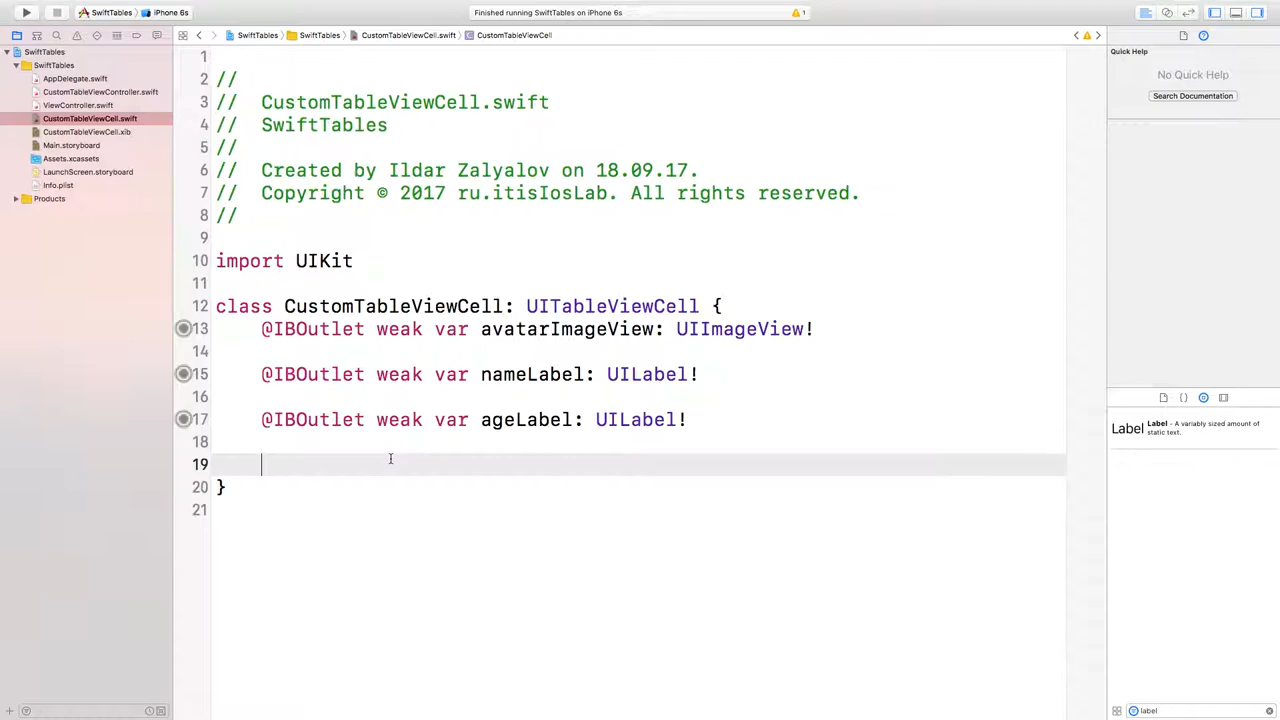 SwiftTables
iPhone 6s
Finished running SwiftTables on iPhone 6s
1
SwiftTables
SwiftTables
CustomTableViewCell.swift
CustomTableViewCell
SwiftTables
SwiftTables
AppDelegate.swift
CustomTableViewController.swift
ViewController.swift
CustomTableViewCell.swift
CustomTableViewCell.xib
Main.storyboard
Assets.xcassets
LaunchScreen.storyboard
Info.plist
Products
1
2 //
3 //  CustomTableViewCell.swift
4 //  SwiftTables
5 //
6 //  Created by Ildar Zalyalov on 18.09.17.
7 //  Copyright © 2017 ru.itisIosLab. All rights reserved.
8 //
9
10 import UIKit
11
12 class CustomTableViewCell: UITableViewCell {
13     @IBOutlet weak var avatarImageView: UIImageView!
14
15     @IBOutlet weak var nameLabel: UILabel!
16
17     @IBOutlet weak var ageLabel: UILabel!
18
19
20 }
21
Quick Help
No Quick Help
Search Documentation
Label Label - A variably sized amount of
static text.
label